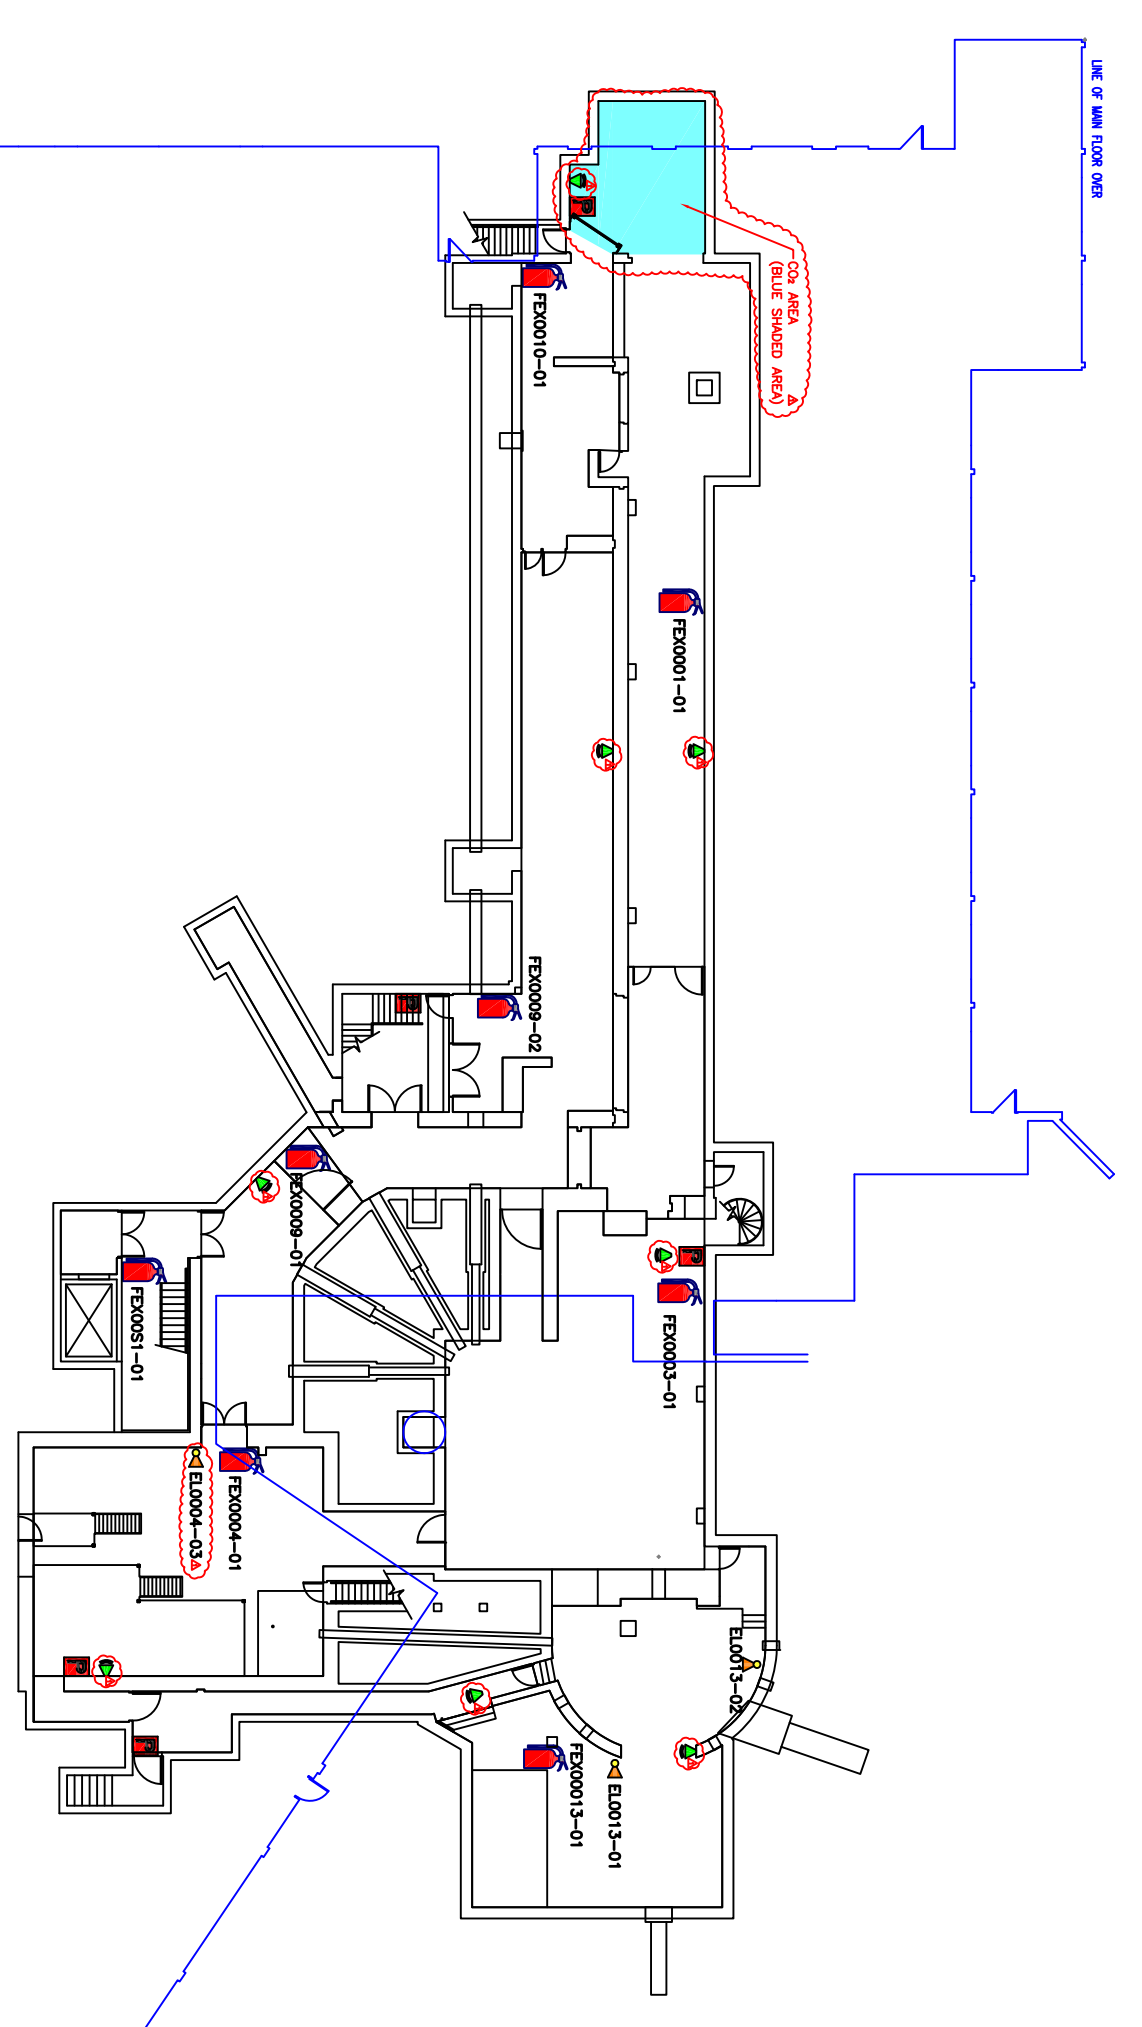 LINE OF MAIN FLOOR OVER
CO₂ AREA
(BLUE SHADED AREA)
FEX0010-01
FEX0001-01
FEX0009-02
FEX0009-01
FEX00S1-01
FEX0003-01
FEX0004-01
EL0004-03
EL0013-02
FEX00013-01
EL0013-01